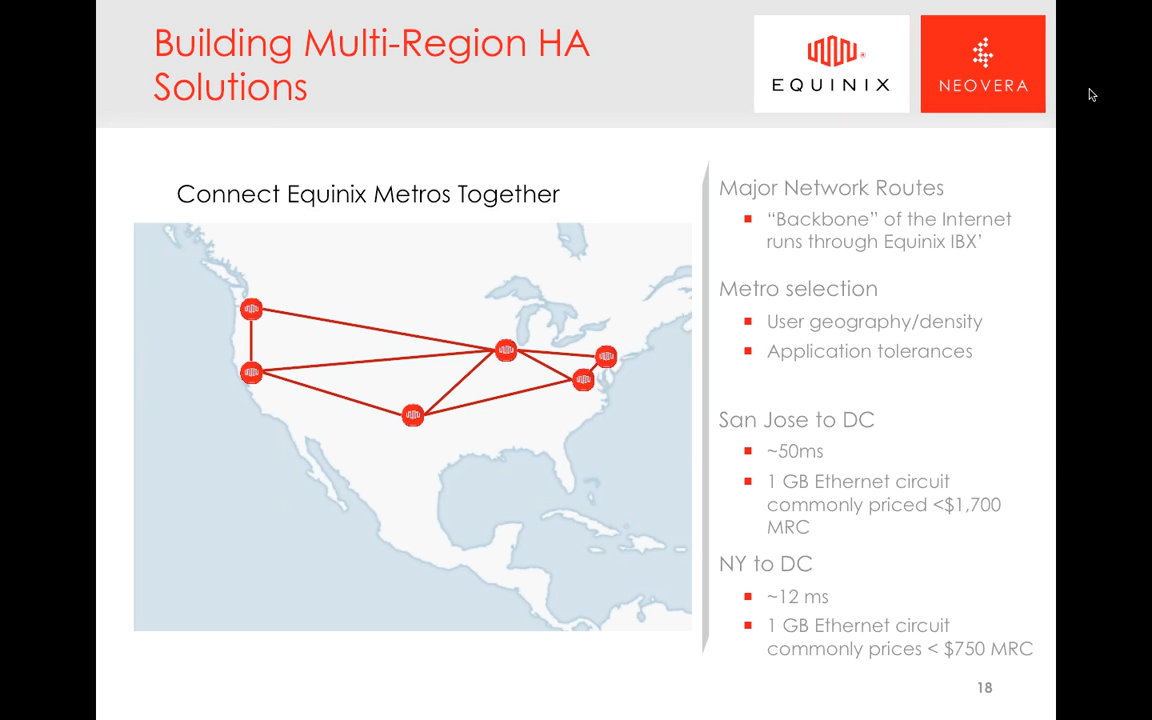 Building Multi-Region HA
Solutions
EQUINIX
NEOVERA
Connect Equinix Metros Together
Major Network Routes
“Backbone” of the Internet
runs through Equinix IBX’
Metro selection
User geography/density
Application tolerances
San Jose to DC
~50ms
1 GB Ethernet circuit
commonly priced <$1,700
MRC
NY to DC
~12 ms
1 GB Ethernet circuit
commonly prices < $750 MRC
18